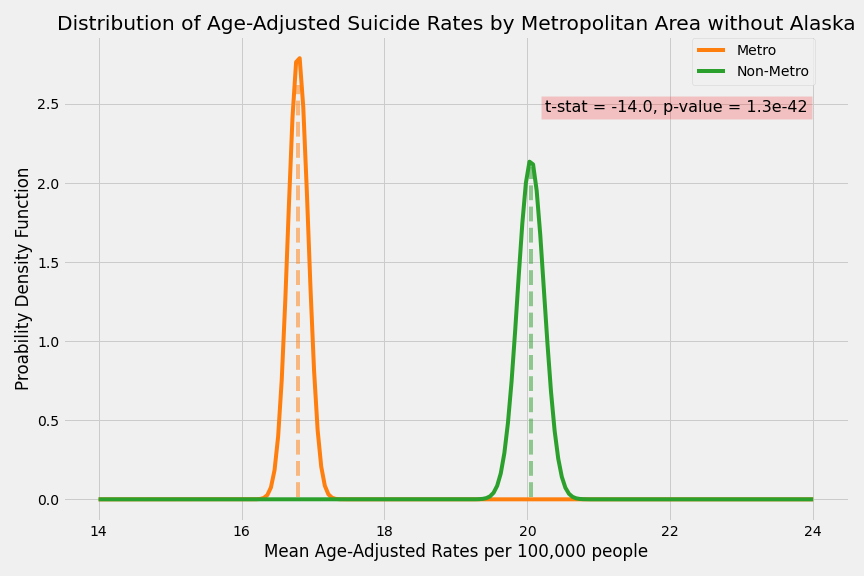 Distribution of Age-Adjusted Suicide Rates by Metropolitan Area without Alaska
Metro
Non-Metro
t-stat = -14.0, p-value = 1.3e-42
Proability Density Function
2.5
2.0
1.5
1.0
0.5
0.0
14 16 18 20 22 24
Mean Age-Adjusted Rates per 100,000 people